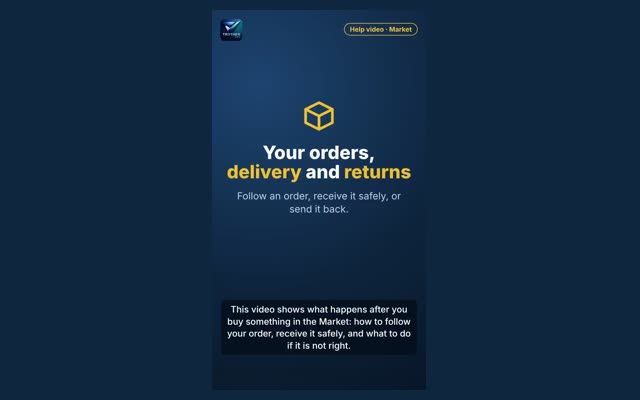 Help video · Market
Your orders,
delivery and returns
Follow an order, receive it safely, or
send it back.
This video shows what happens after you
buy something in the Market: how to follow
your order, receive it safely, and what to do
if it is not right.